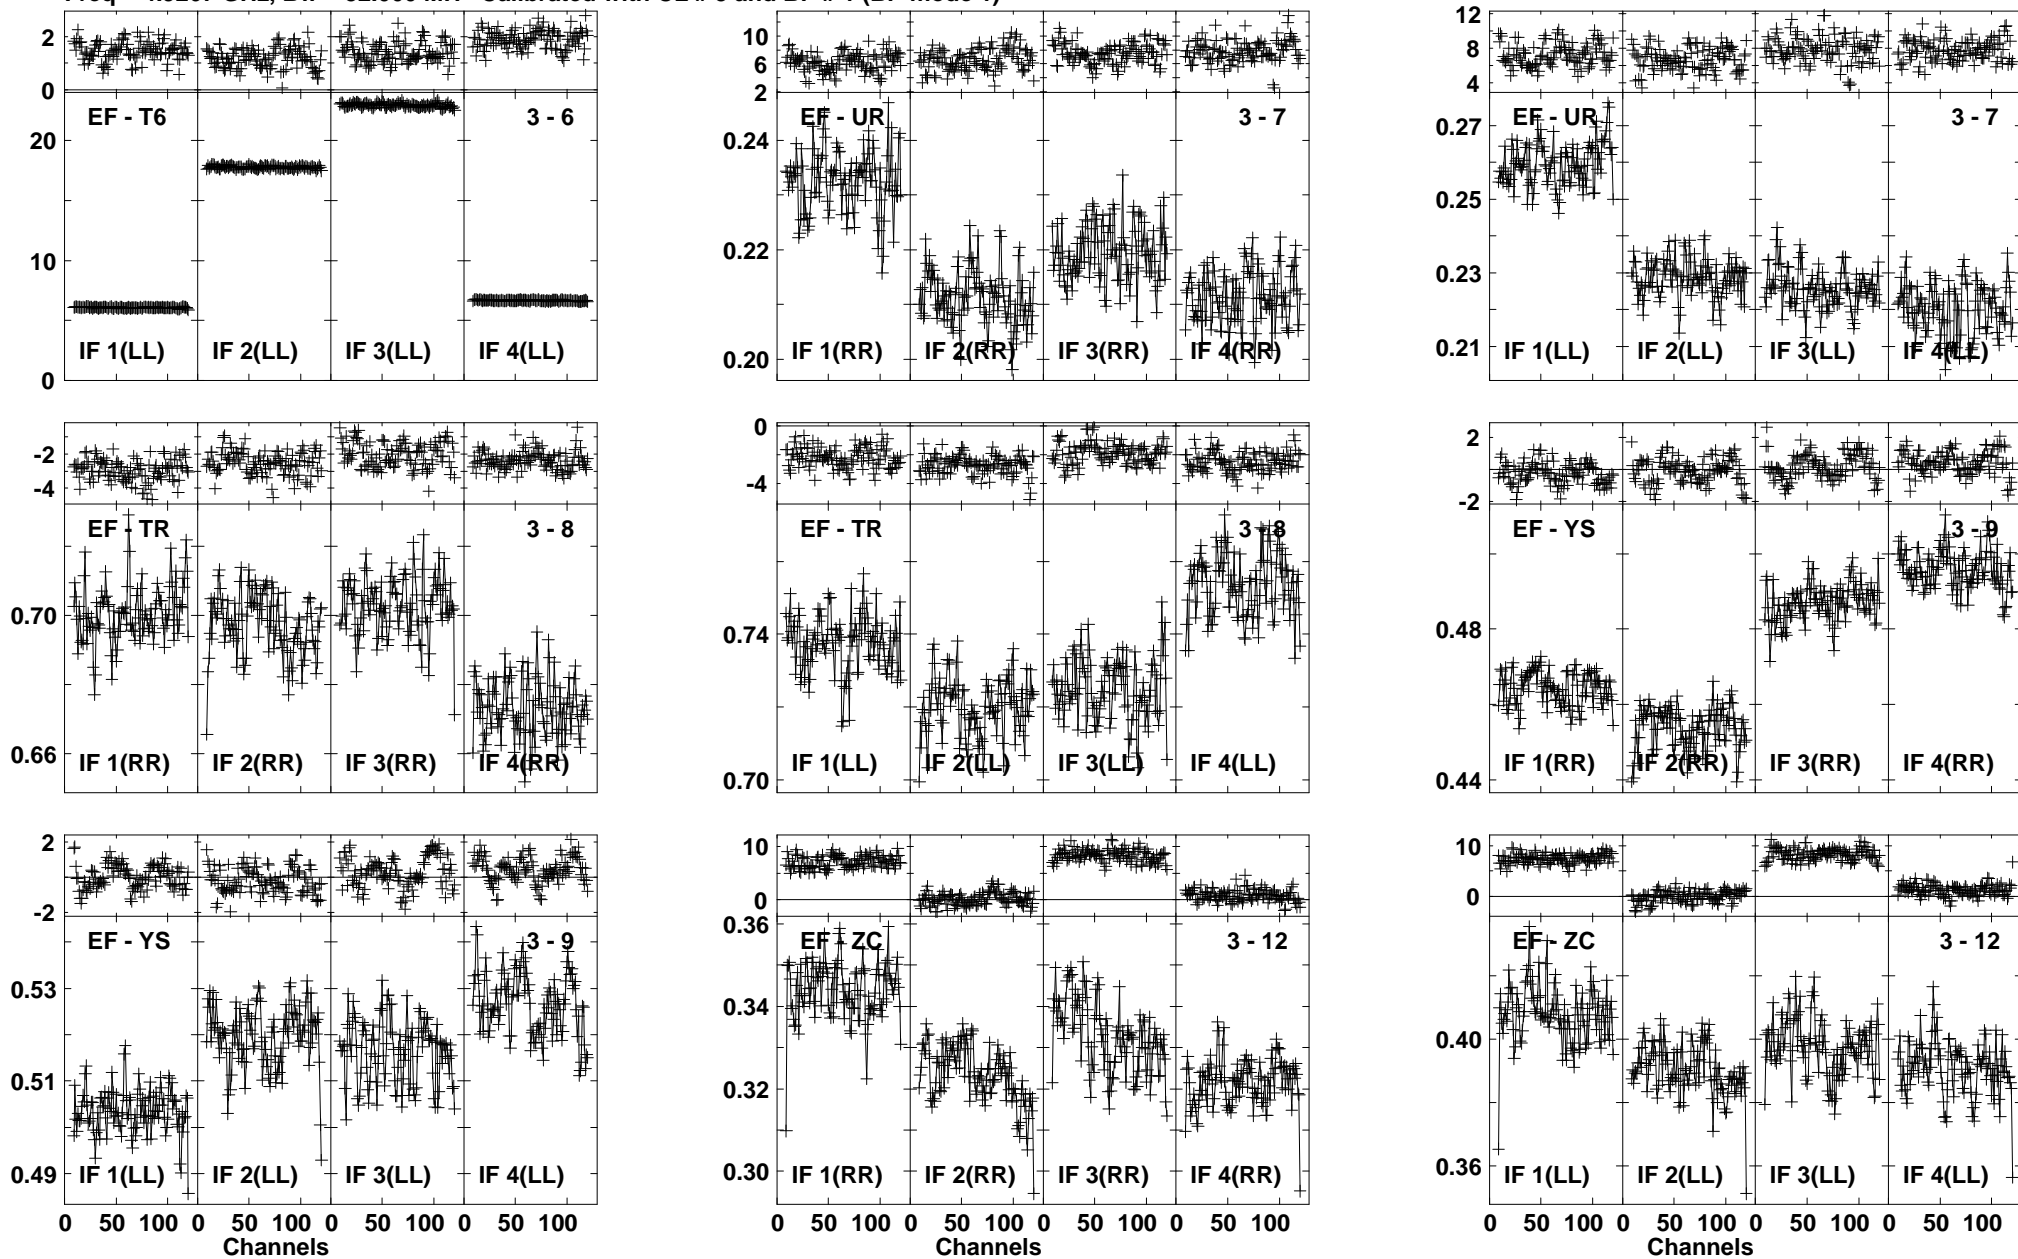 2
0
EF - T6
3 - 6
20
10
0
IF 1(LL)
IF 2(LL)
IF 3(LL)
IF 4(LL)
10
6
2
EF - UR
3 - 7
0.24
0.22
0.20
IF 1(RR)
IF 2(RR)
IF 3(RR)
IF 4(RR)
12
8
4
EF - UR
3 - 7
0.27
0.25
0.23
0.21
IF 1(LL)
IF 2(LL)
IF 3(LL)
IF 4(LL)
-2
-4
EF - TR
3 - 8
0.70
0.66
IF 1(RR)
IF 2(RR)
IF 3(RR)
IF 4(RR)
0
-4
EF - TR
3 - 8
0.74
0.70
IF 1(LL)
IF 2(LL)
IF 3(LL)
IF 4(LL)
2
-2
EF - YS
3 - 9
0.48
0.44
IF 1(RR)
IF 2(RR)
IF 3(RR)
IF 4(RR)
2
-2
EF - YS
3 - 9
0.53
0.51
0.49
IF 1(LL)
IF 2(LL)
IF 3(LL)
IF 4(LL)
0 50 100 0 50 100 0 50 100 0 50 100
Channels
10
0
EF - ZC
3 - 12
0.36
0.34
0.32
0.30
IF 1(RR)
IF 2(RR)
IF 3(RR)
IF 4(RR)
0 50 100 0 50 100 0 50 100 0 50 100
Channels
10
0
EF - ZC
3 - 12
0.40
0.36
IF 1(LL)
IF 2(LL)
IF 3(LL)
IF 4(LL)
0 50 100 0 50 100 0 50 100 0 50 100
Channels